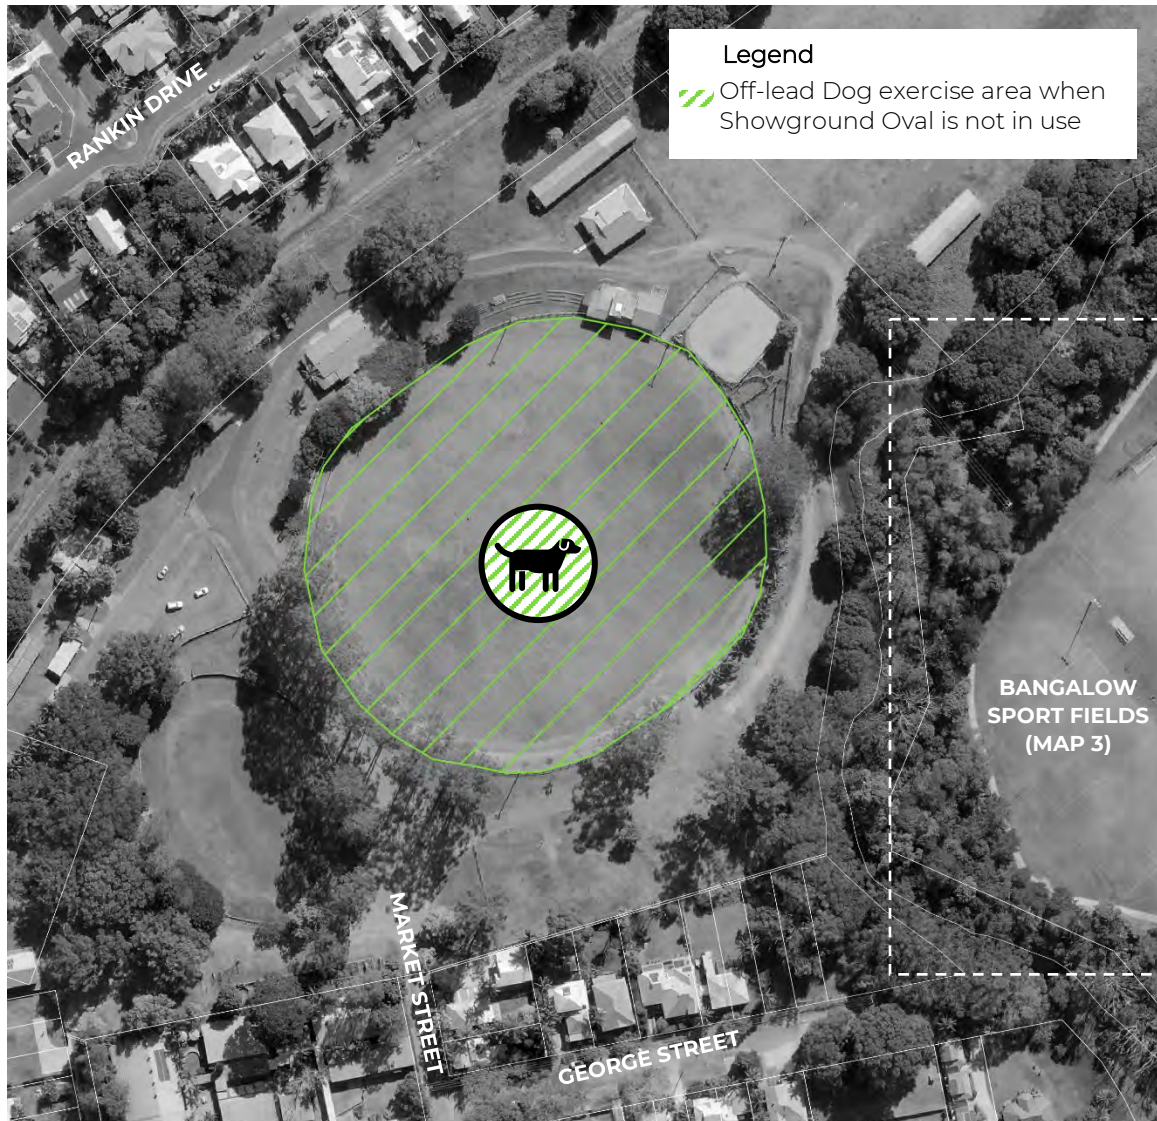 RANKIN DRIVE
Legend
Off-lead Dog exercise area when
Showground Oval is not in use
BANGALOW
SPORT FIELDS
(MAP 3)
MARKET STREET
GEORGE STREET